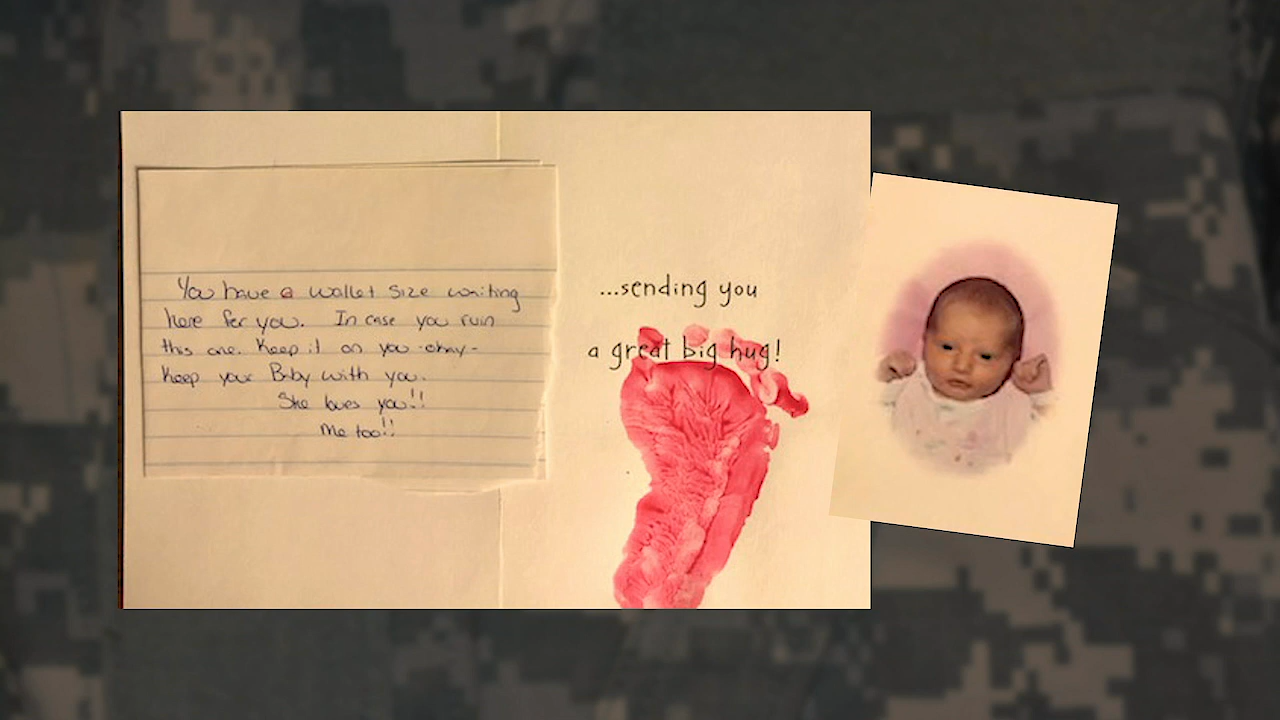 You have a wallet size waiting
here for you. In case you ruin
this one. Keep it on you -okay-
Keep your Baby with you.
She loves you!!
Me too!!
...sending you
a great big hug!